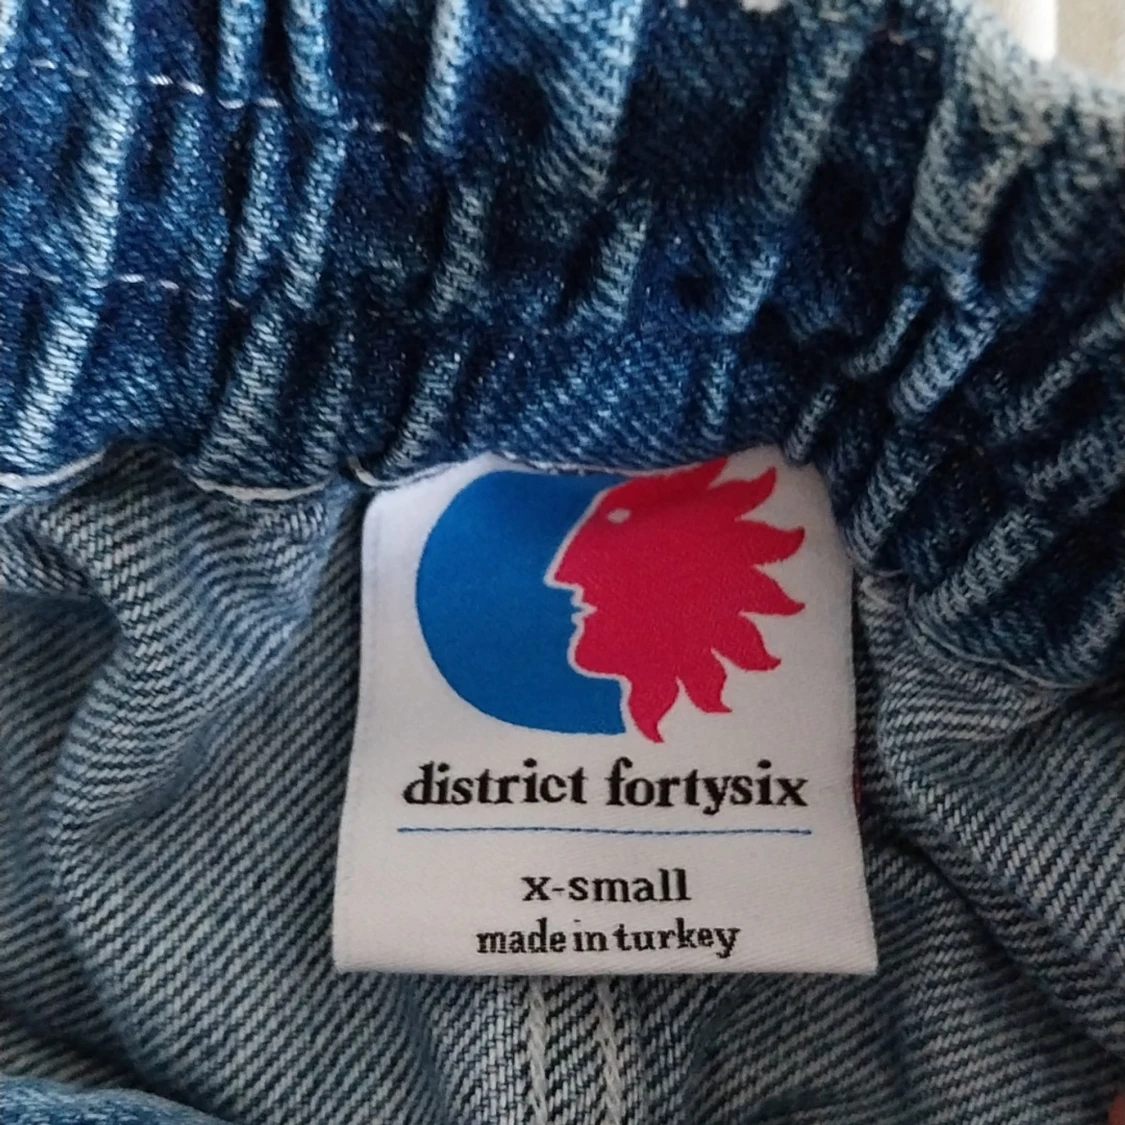 district fortysix
x-small
made in turkey